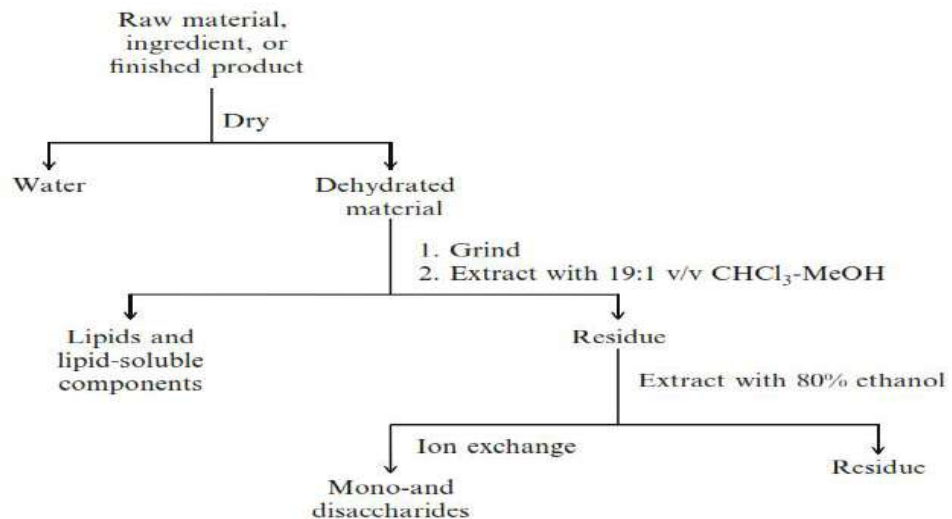 Raw material,
ingredient, or
finished product
Dry
Water
Dehydrated
material
1. Grind
2. Extract with 19:1 v/v CHCl₃-MeOH
Lipids and
lipid-soluble
components
Residue
Extract with 80% ethanol
Ion exchange
Residue
Mono-and
disaccharides